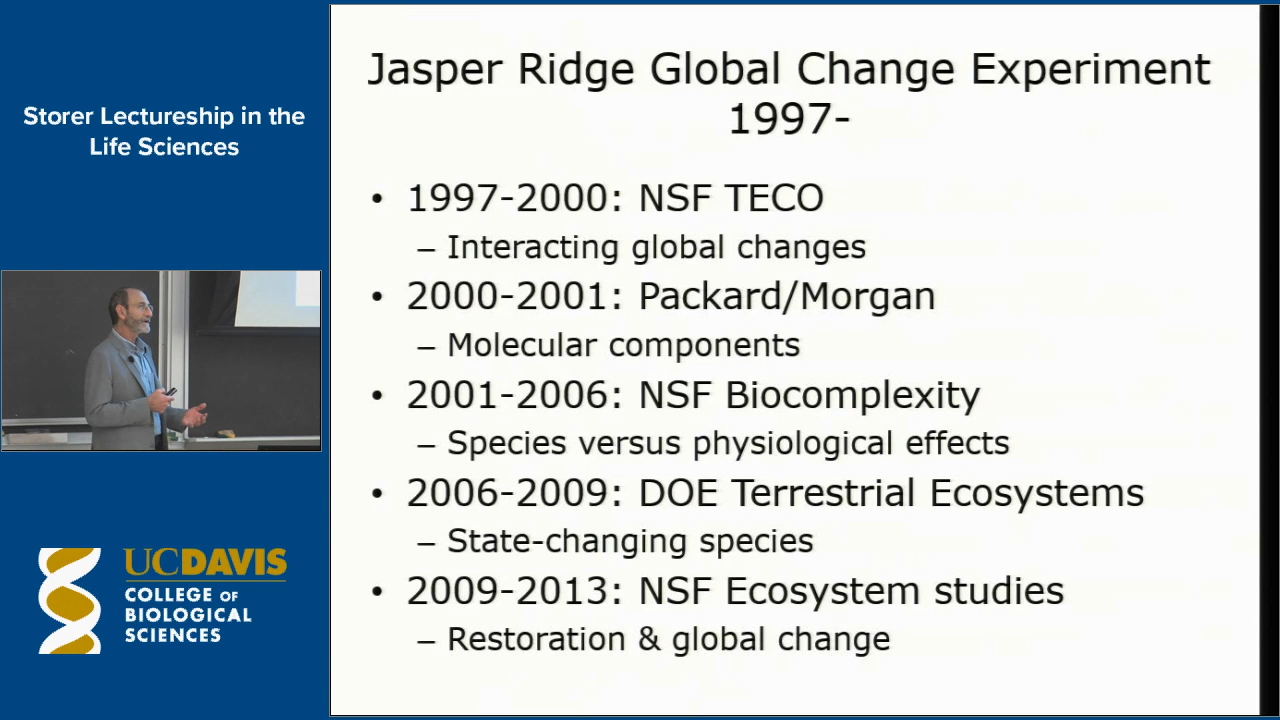 Storer Lectureship in the
Life Sciences
UCDAVIS
COLLEGE OF
BIOLOGICAL
SCIENCES
Jasper Ridge Global Change Experiment
1997-
• 1997-2000: NSF TECO
– Interacting global changes
• 2000-2001: Packard/Morgan
– Molecular components
• 2001-2006: NSF Biocomplexity
– Species versus physiological effects
• 2006-2009: DOE Terrestrial Ecosystems
– State-changing species
• 2009-2013: NSF Ecosystem studies
– Restoration & global change